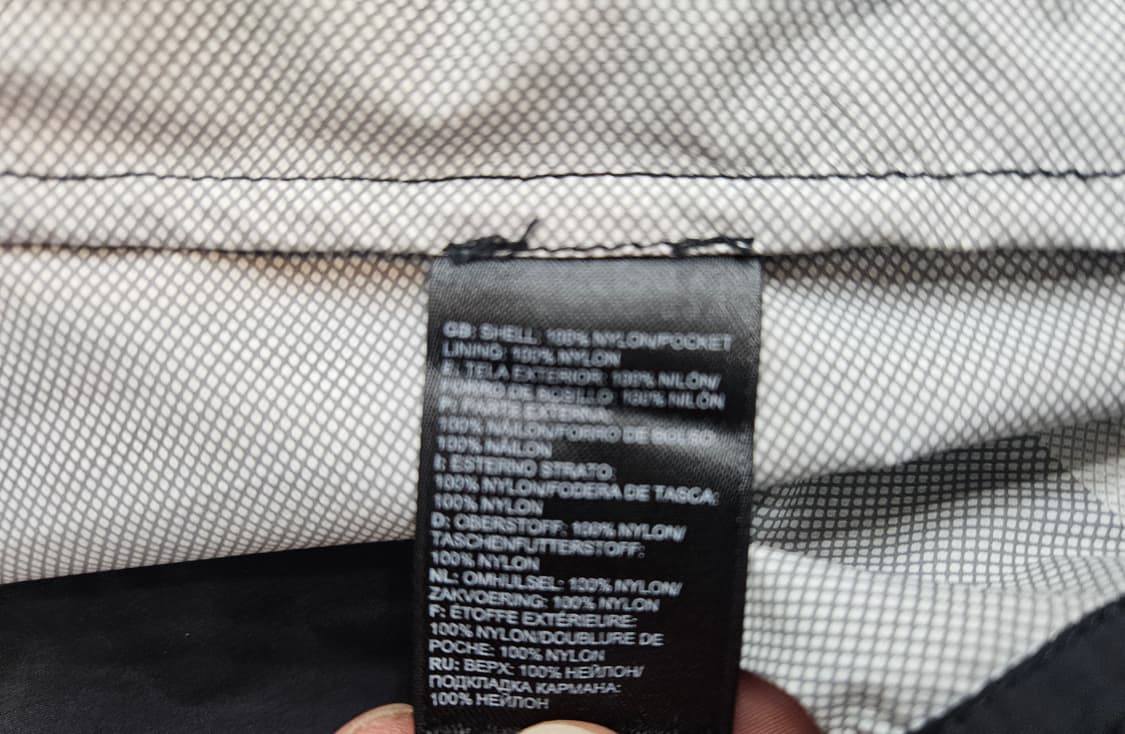 GB: SHELL: 100% NYLON/POCKET
LINING: 100% NYLON
E: TELA EXTERIOR: 100% NILÓN/
FORRO DE BOSILLO: 100% NILÓN
P: PARTE EXTERNA:
100% NÁILON/FORRO DE BOLSO:
100% NÁILON
I: ESTERNO STRATO:
100% NYLON/FODERA DE TASCA:
100% NYLON
D: OBERSTOFF: 100% NYLON/
TASCHENFUTTERSTOFF:
100% NYLON
NL: OMHULSEL: 100% NYLON/
ZAKVOERING: 100% NYLON
F: ÉTOFFE EXTÉRIEURE:
100% NYLON/DOUBLURE DE
POCHE: 100% NYLON
RU: ВЕРХ: 100% НЕЙЛОН/
ПОДКЛАДКА КАРМАНА:
100% НЕЙЛОН